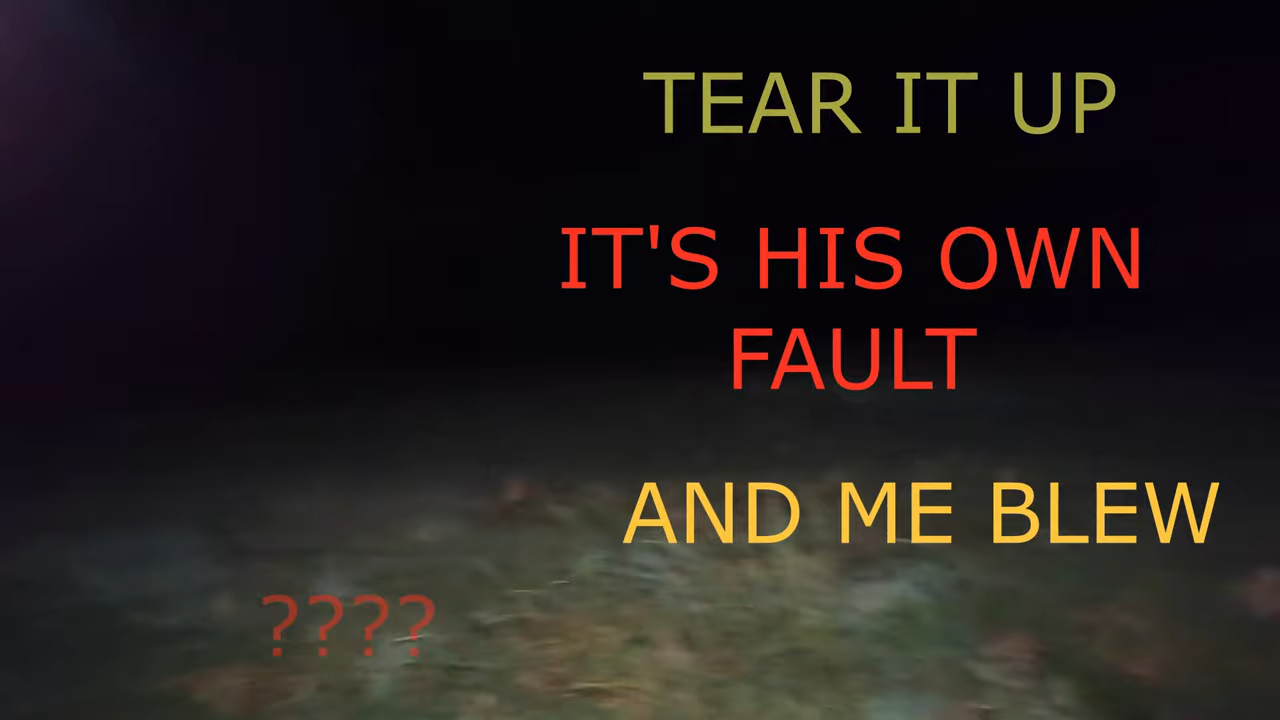 TEAR IT UP
IT'S HIS OWN
FAULT
AND ME BLEW
????